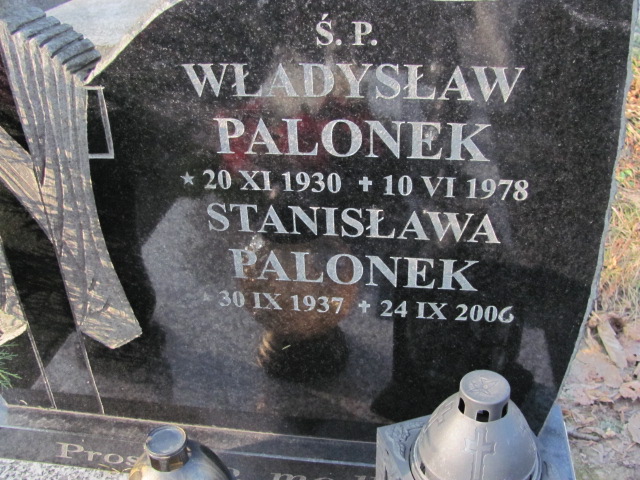 Ś. P.
WŁADYSŁAW
PALONEK
★ 20 XI 1930 + 10 VI 1978
STANISŁAWA
PALONEK
★ 30 IX 1937 + 24 IX 2006